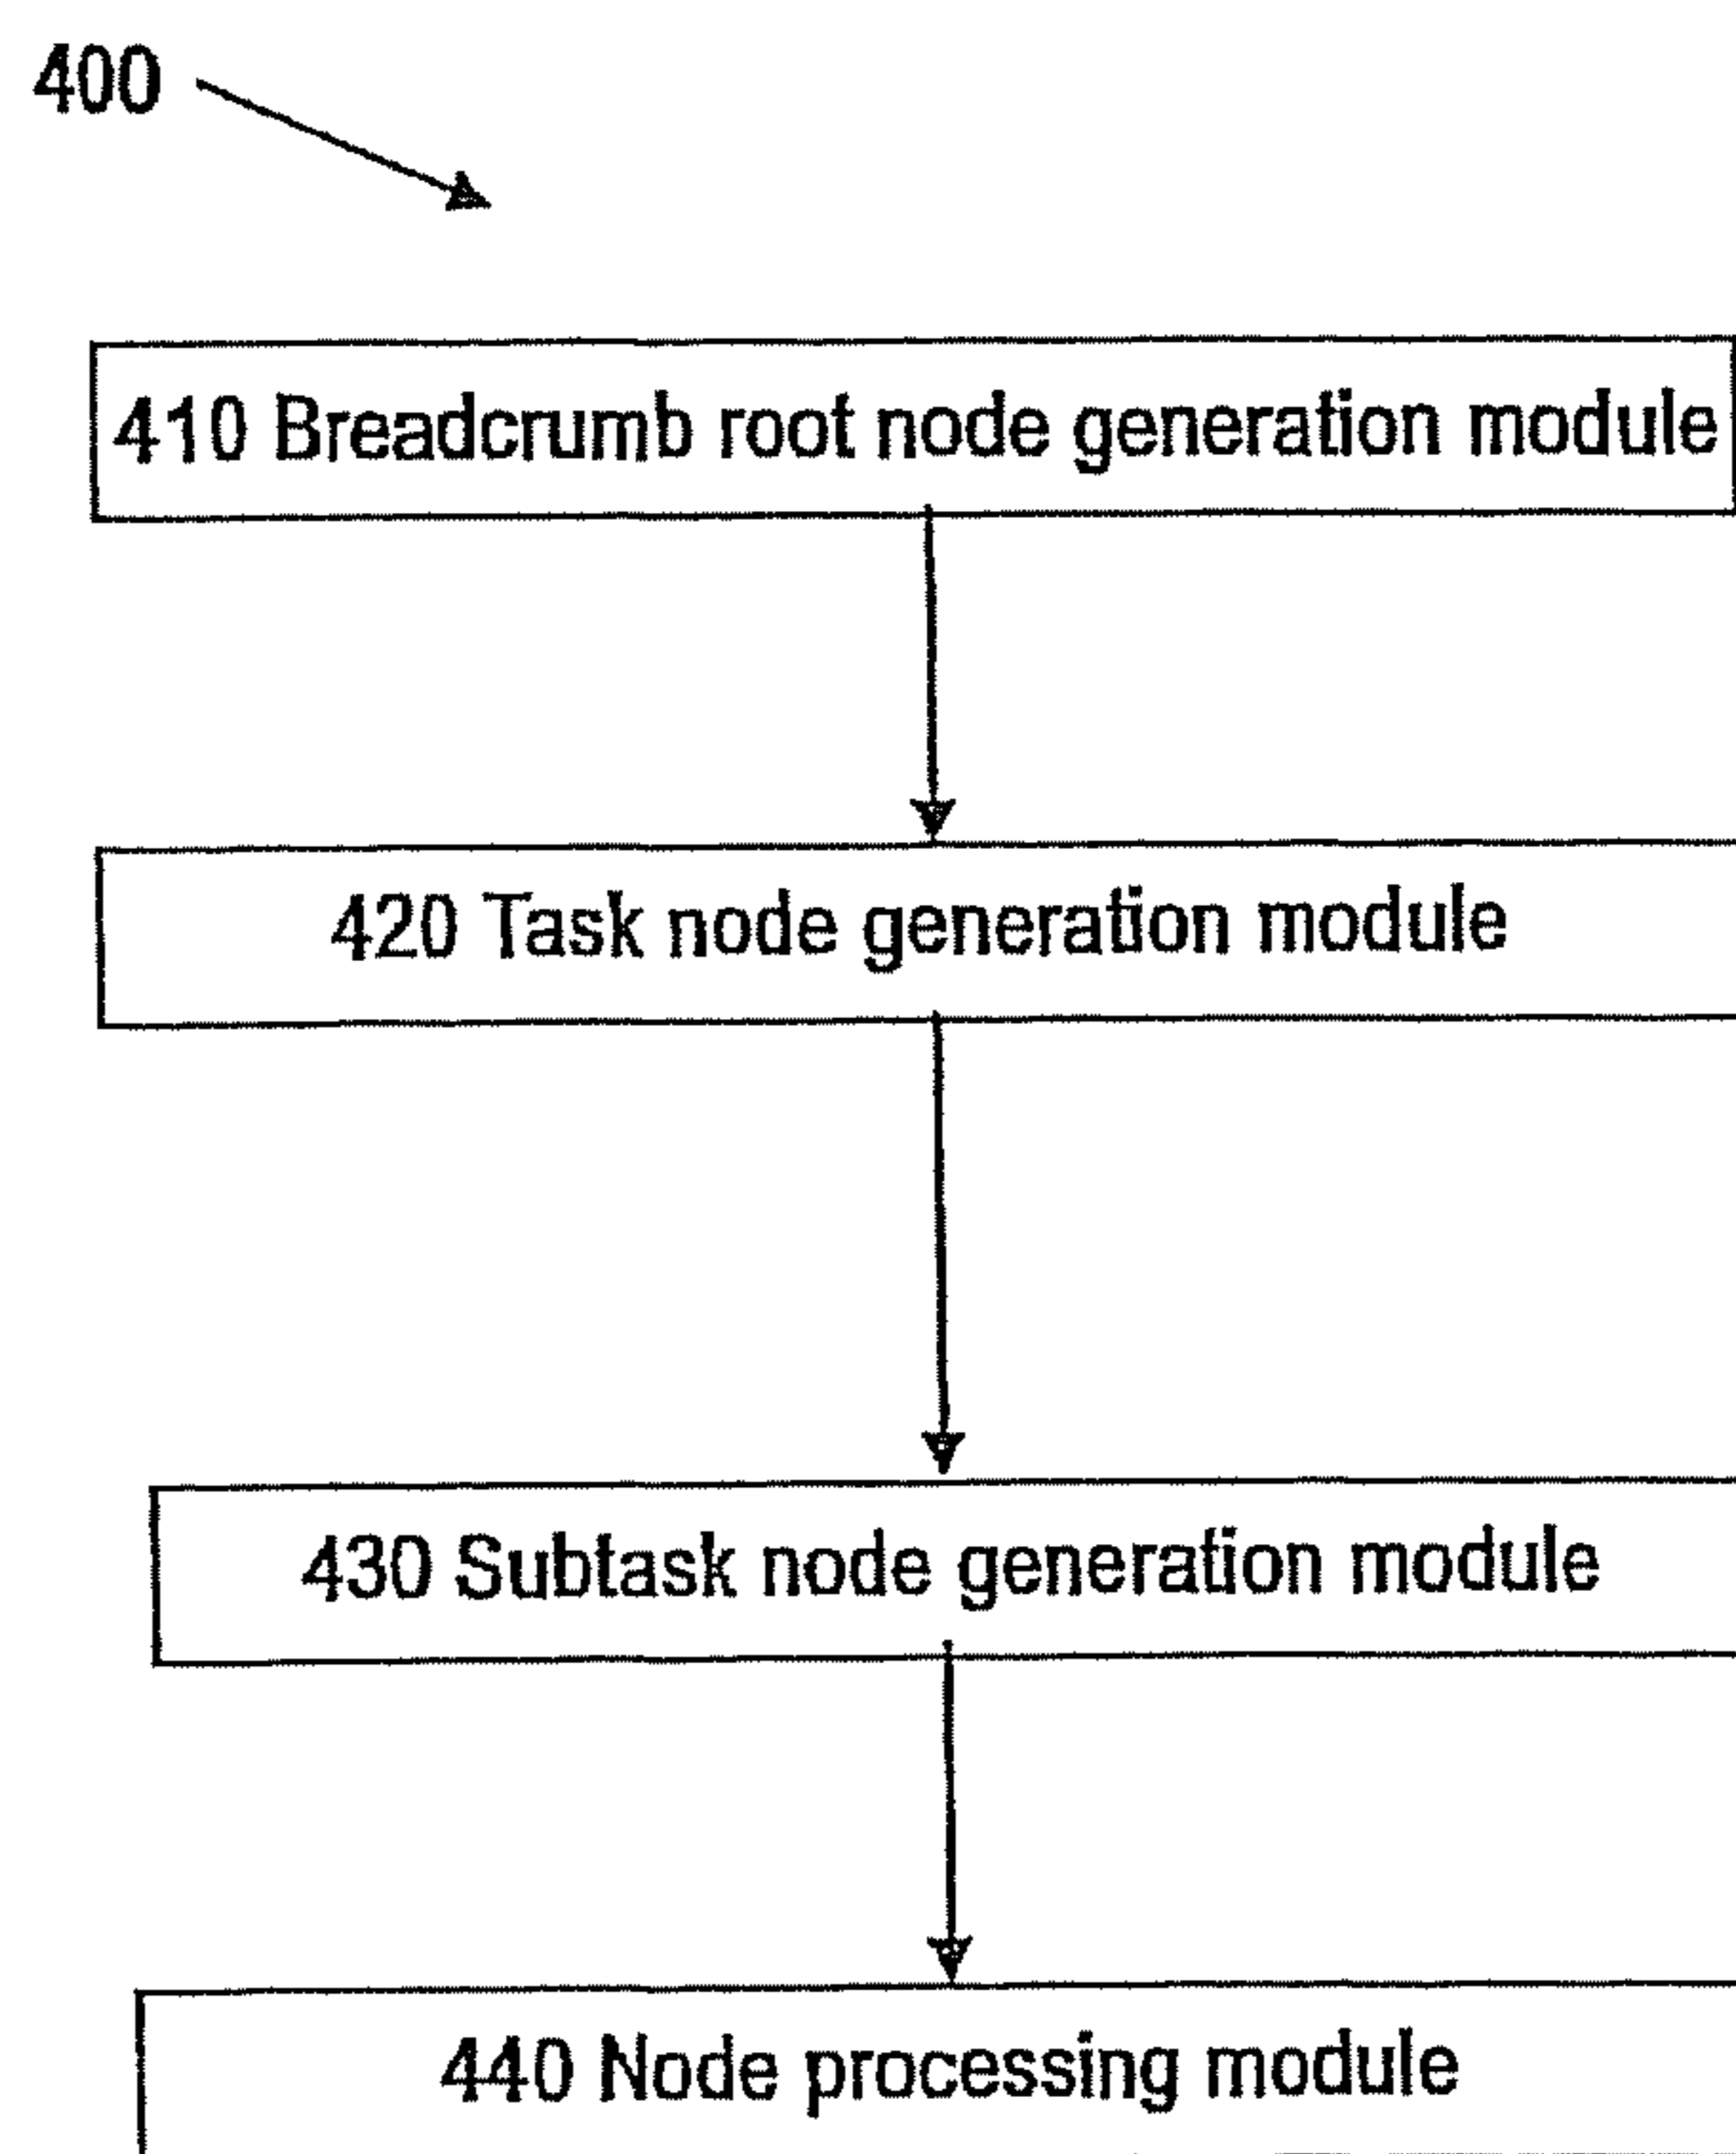 400
410 Breadcrumb root node generation module
420 Task node generation module
430 Subtask node generation module
440 Node processing module